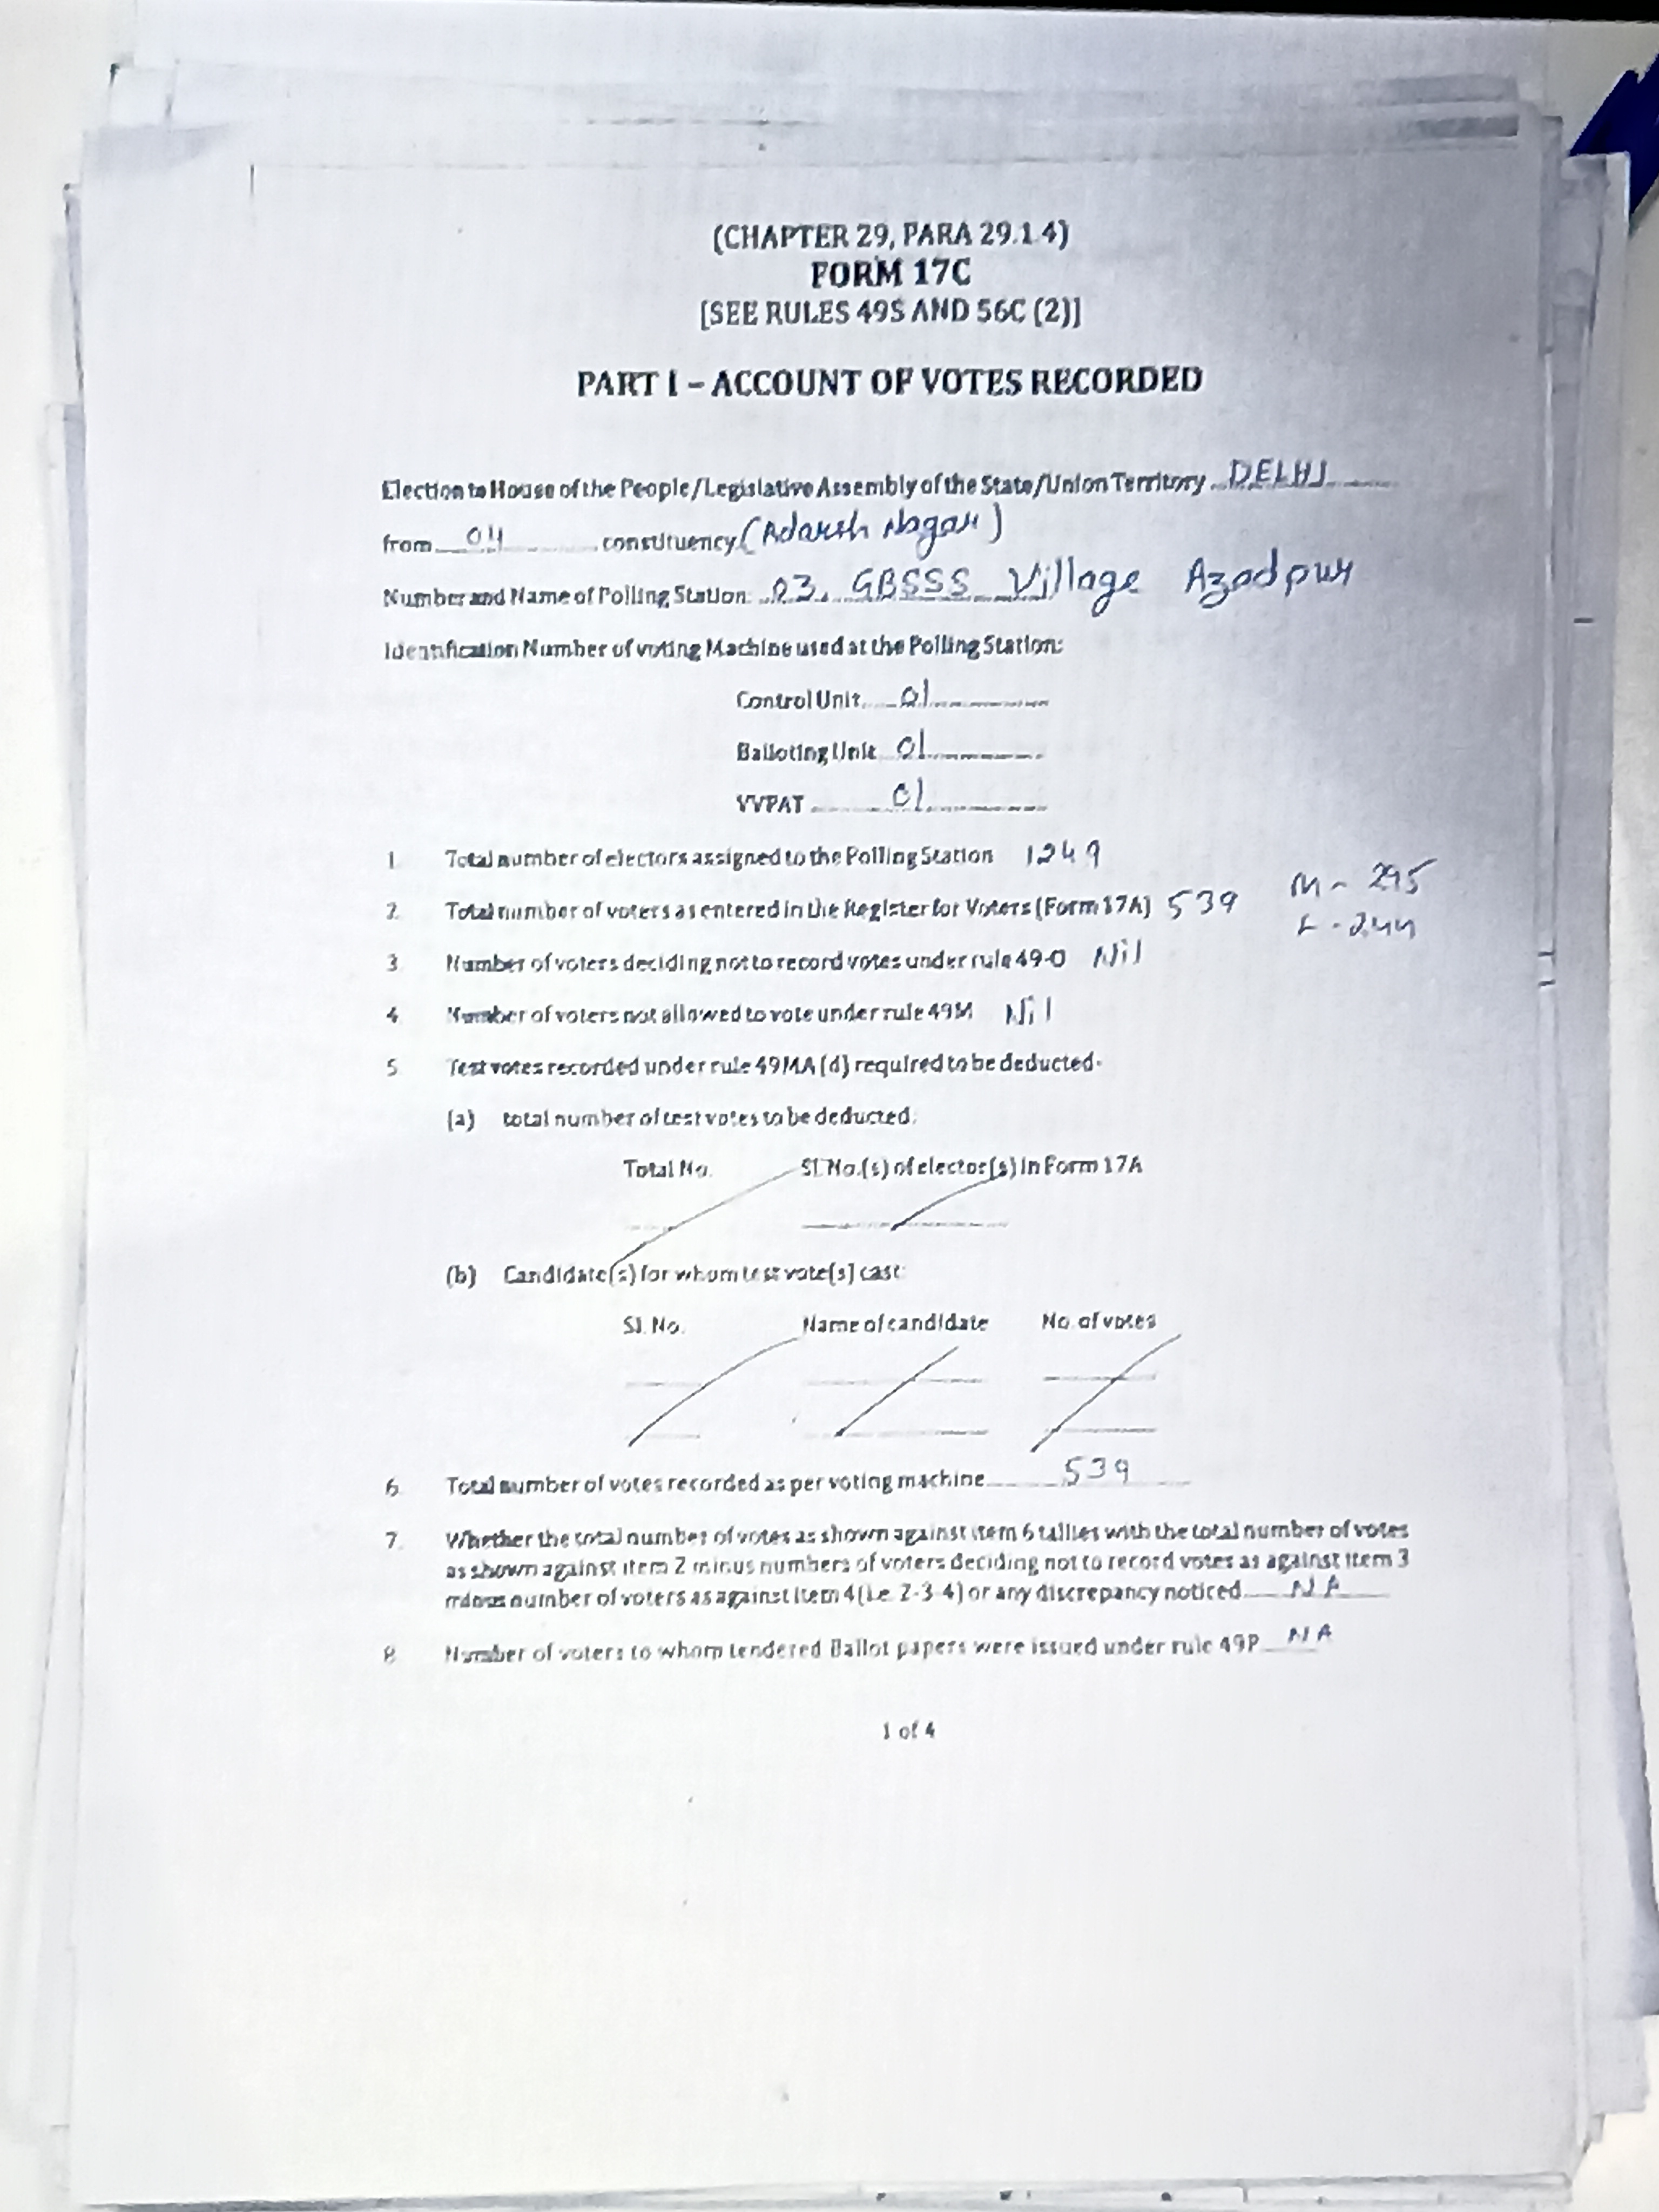 (CHAPTER 29, PARA 29.1.4)
FORM 17C
[SEE RULES 49S AND 56C (2)]
PART I – ACCOUNT OF VOTES RECORDED
Election to House of the People/Legislative Assembly of the State/Union Territory DELHI
from 04 constituency (Adarsh Nagar)
Number and Name of Polling Station: 03, GBSSS Village Azadpur
Identification Number of voting Machine used at the Polling Station:
Control Unit 01
Balloting Unit 01
VVPAT 01
1. Total number of electors assigned to the Polling Station 1249
2. Total number of voters as entered in the Register for Voters (Form 17A) 539 M - 295
F - 244
3. Number of voters deciding not to record votes under rule 49-O Nil
4. Number of voters not allowed to vote under rule 49M Nil
5. Test votes recorded under rule 49MA (d) required to be deducted-
(a) total number of test votes to be deducted.
Total No. Sl. No.(s) of elector(s) in Form 17A
(b) Candidate(s) for whom test vote[s] cast
Sl. No. Name of candidate No. of votes
6. Total number of votes recorded as per voting machine 539
7. Whether the total number of votes as shown against item 6 tallies with the total number of votes
as shown against item 2 minus numbers of voters deciding not to record votes as against item 3
minus number of voters as against item 4 (i.e. 2-3-4) or any discrepancy noticed NA
8. Number of voters to whom tendered Ballot papers were issued under rule 49P NA
1 of 4